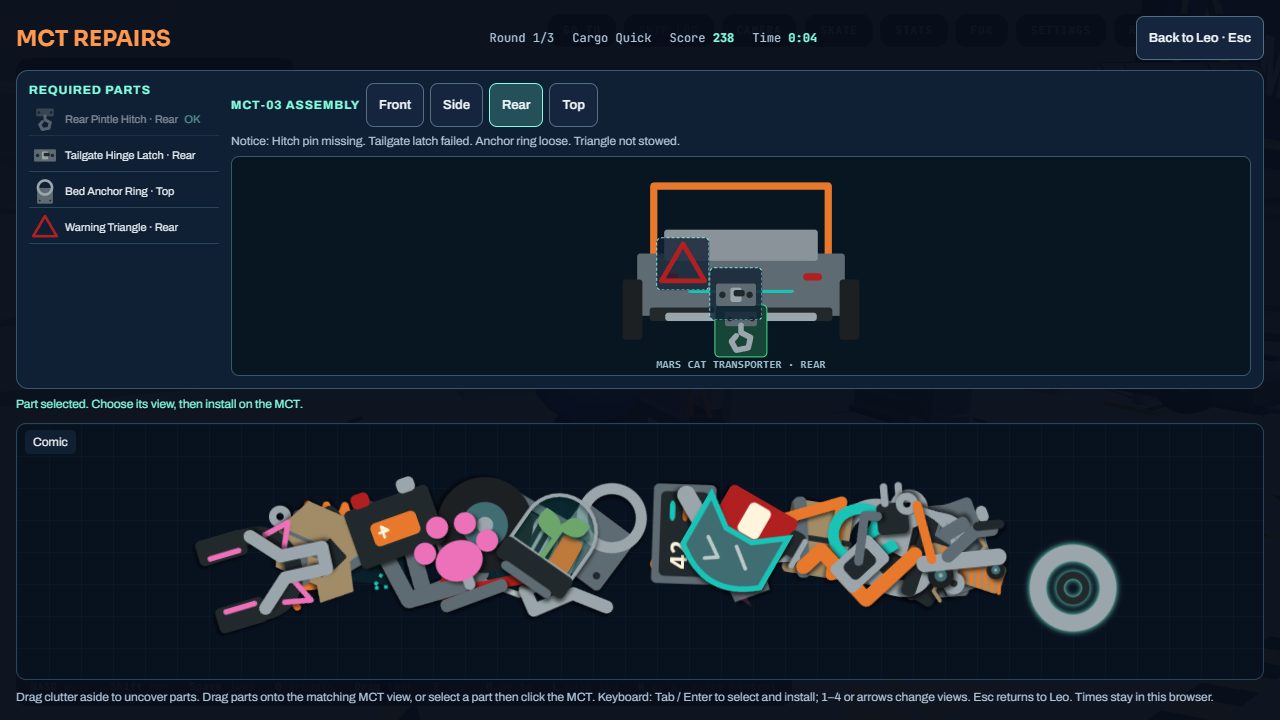 MCT REPAIRS
Round 1/3 Cargo Quick Score 238 Time 0:04
Back to Leo · Esc
REQUIRED PARTS
Rear Pintle Hitch · Rear OK
Tailgate Hinge Latch · Rear
Bed Anchor Ring · Top
Warning Triangle · Rear
MCT-03 ASSEMBLY
Front
Side
Rear
Top
Notice: Hitch pin missing. Tailgate latch failed. Anchor ring loose. Triangle not stowed.
MARS CAT TRANSPORTER · REAR
Part selected. Choose its view, then install on the MCT.
Comic
42
Drag clutter aside to uncover parts. Drag parts onto the matching MCT view, or select a part then click the MCT. Keyboard: Tab / Enter to select and install; 1–4 or arrows change views. Esc returns to Leo. Times stay in this browser.